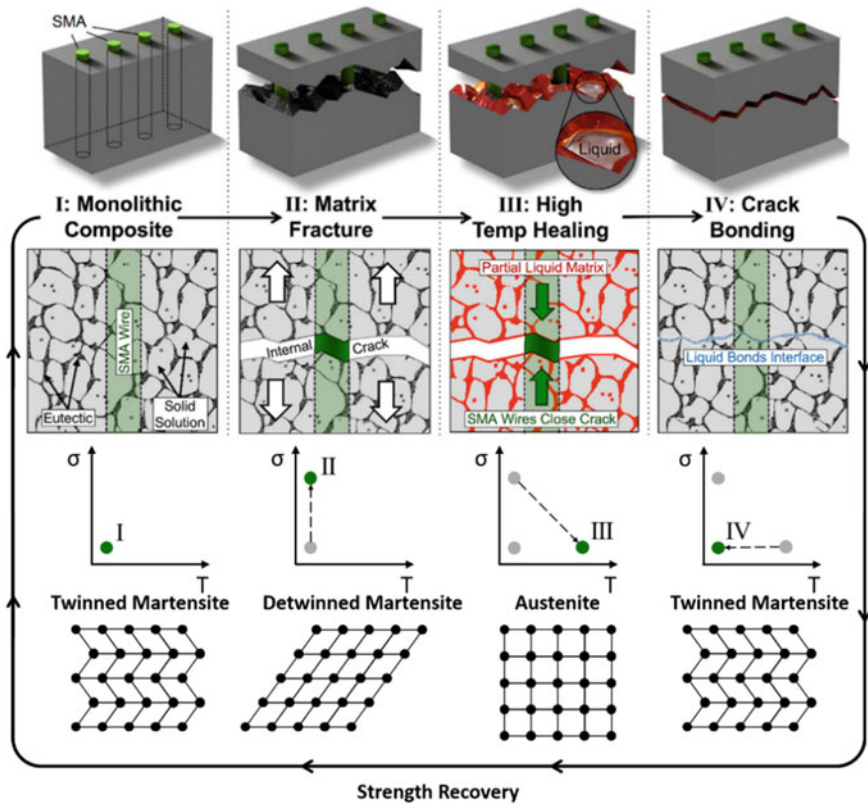 SMA
Liquid
I: Monolithic
Composite
II: Matrix
Fracture
III: High
Temp Healing
IV: Crack
Bonding
SMA Wire
Eutectic
Solid
Solution
Internal Crack
Partial Liquid Matrix
SMA Wires Close Crack
Liquid Bonds Interface
σ
I
T
σ
II
T
σ
III
T
σ
IV
T
Twinned Martensite
Detwinned Martensite
Austenite
Twinned Martensite
Strength Recovery